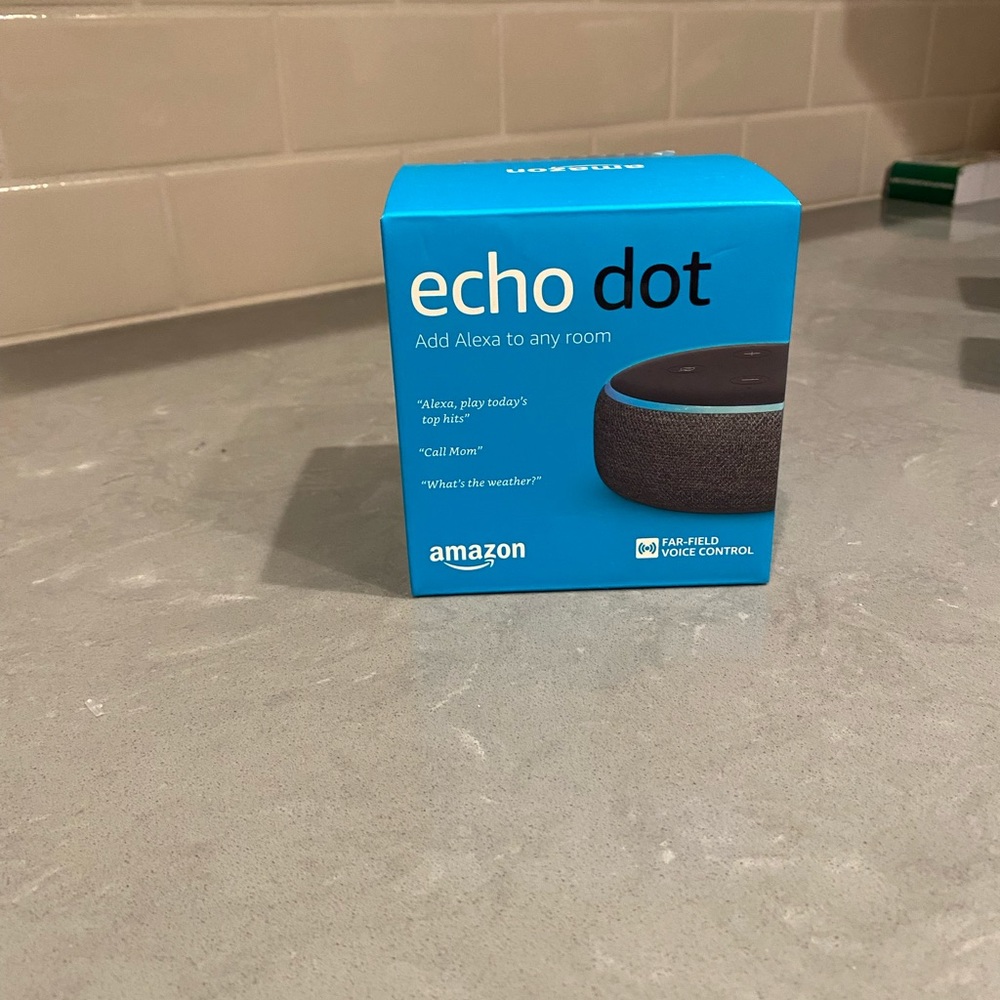 amazon
echo dot
Add Alexa to any room
“Alexa, play today’s
top hits”
“Call Mom”
“What’s the weather?”
amazon
FAR-FIELD
VOICE CONTROL